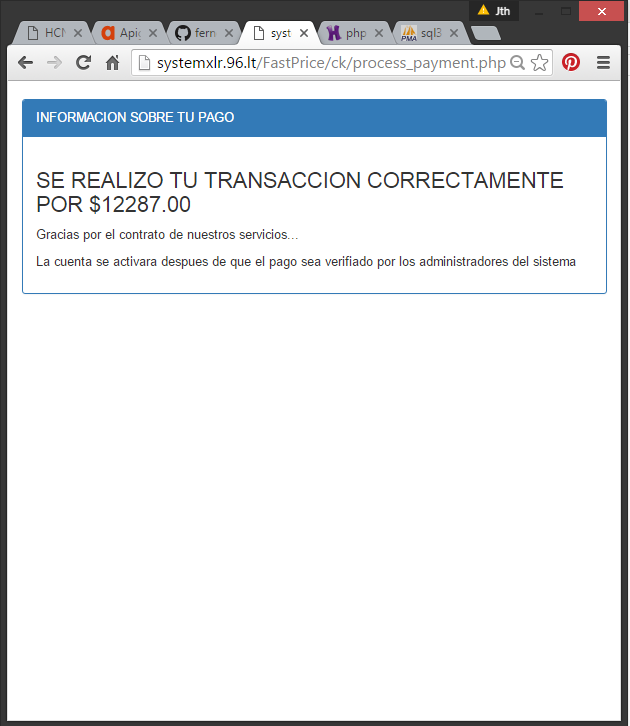 Jth
HCN
Apig
fern
syst
php
sql3
systemxlr.96.lt/FastPrice/ck/process_payment.php
INFORMACION SOBRE TU PAGO
SE REALIZO TU TRANSACCION CORRECTAMENTE
POR $12287.00
Gracias por el contrato de nuestros servicios...
La cuenta se activara despues de que el pago sea verifiado por los administradores del sistema